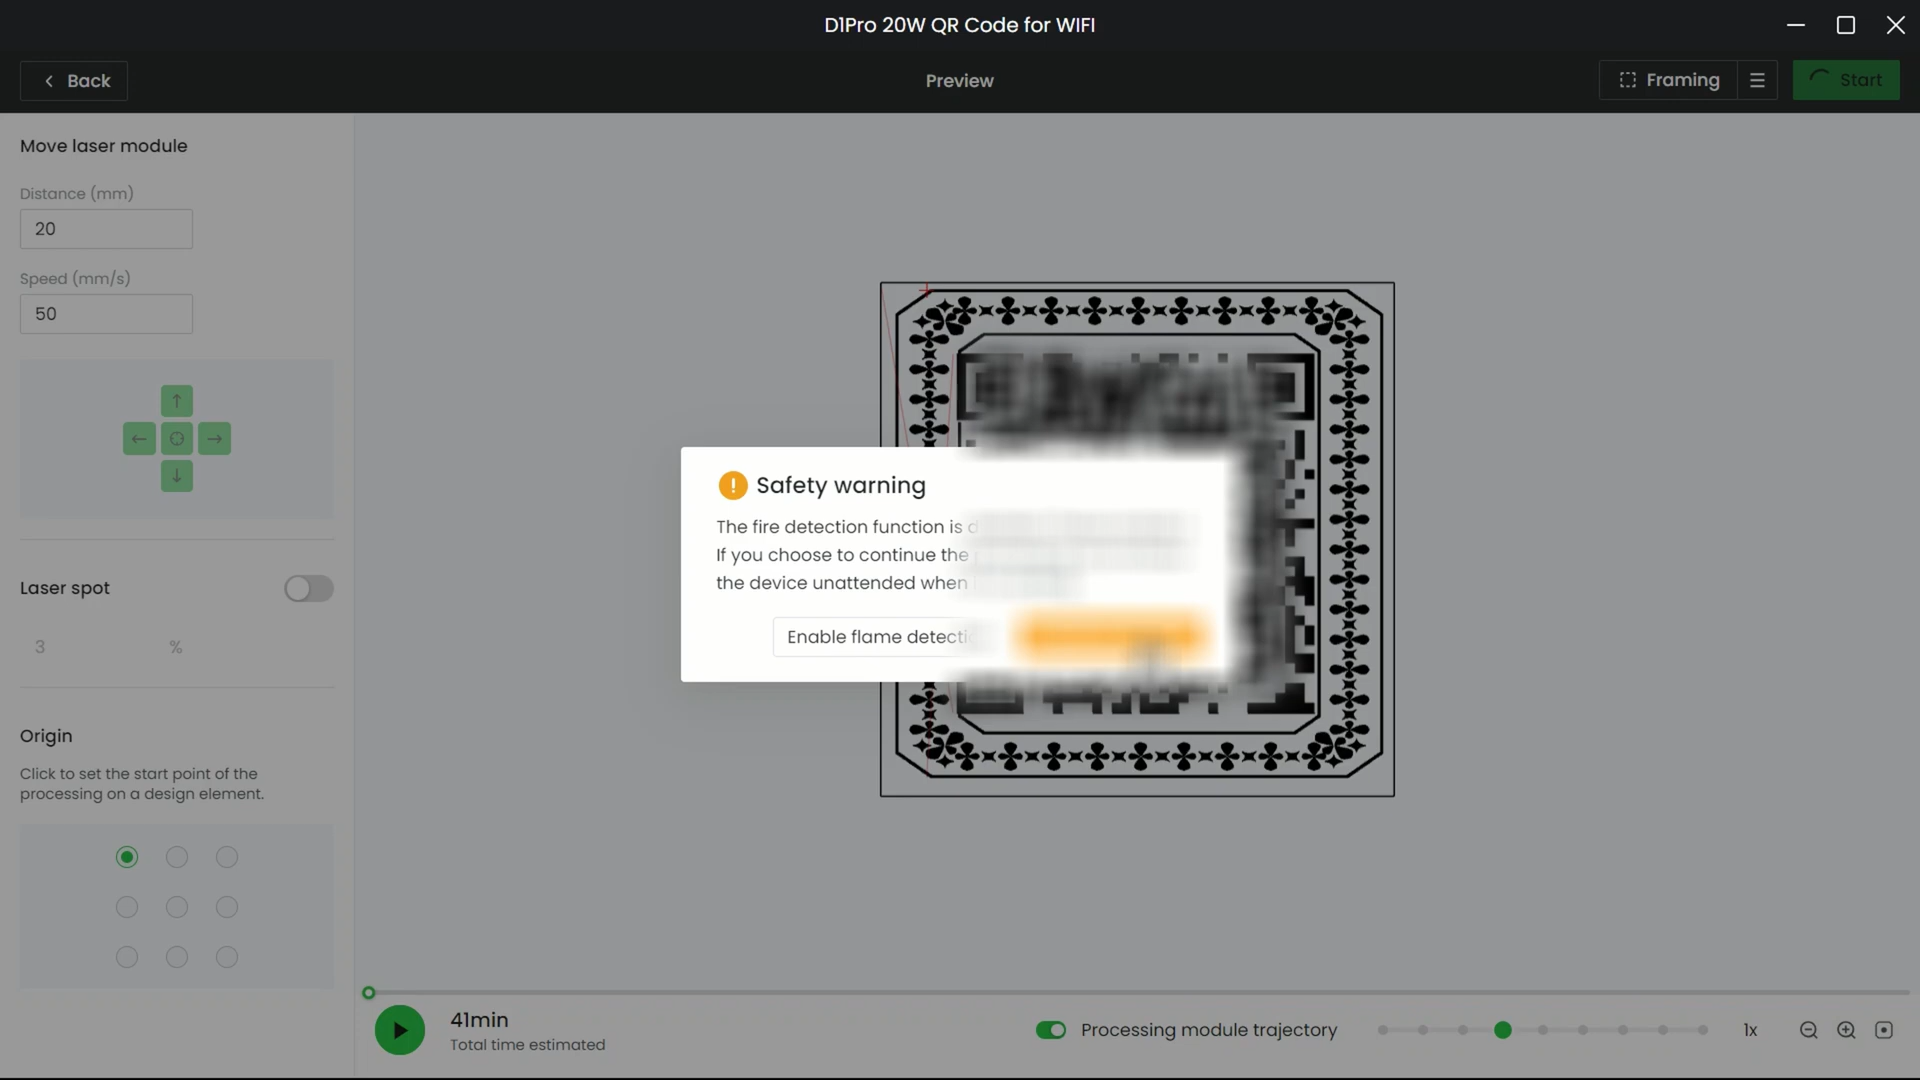 D1Pro 20W QR Code for WIFI
Back
Preview
Framing
Start
Move laser module
Distance (mm)
20
Speed (mm/s)
50
Laser spot
3 %
Origin
Click to set the start point of the
processing on a design element.
! Safety warning
The fire detection function is
If you choose to continue the
the device unattended when
Enable flame
41min
Total time estimated
Processing module trajectory
1x